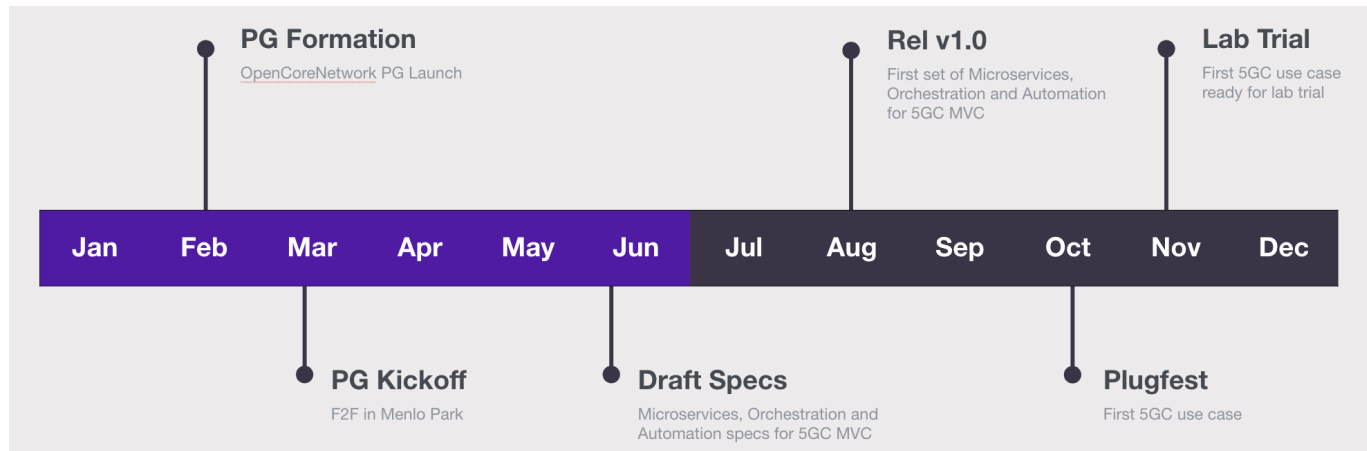 PG Formation
OpenCoreNetwork PG Launch
Rel v1.0
First set of Microservices,
Orchestration and Automation
for 5GC MVC
Lab Trial
First 5GC use case
ready for lab trial
Jan Feb Mar Apr May Jun Jul Aug Sep Oct Nov Dec
PG Kickoff
F2F in Menlo Park
Draft Specs
Microservices, Orchestration and
Automation specs for 5GC MVC
Plugfest
First 5GC use case